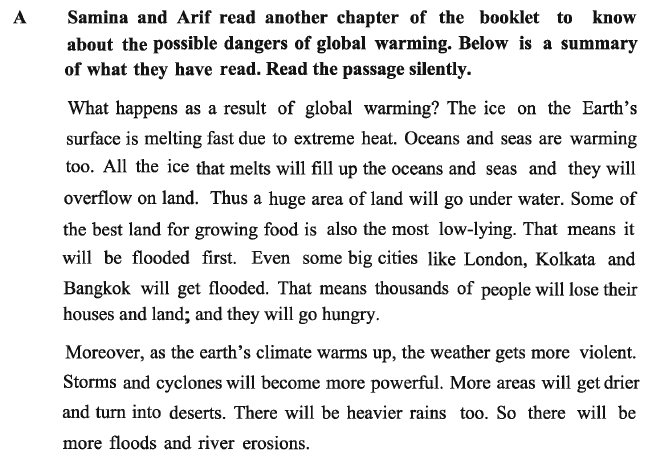 A Samina and Arif read another chapter of the booklet to know
about the possible dangers of global warming. Below is a summary
of what they have read. Read the passage silently.
What happens as a result of global warming? The ice on the Earth's
surface is melting fast due to extreme heat. Oceans and seas are warming
too. All the ice that melts will fill up the oceans and seas and they will
overflow on land. Thus a huge area of land will go under water. Some of
the best land for growing food is also the most low-lying. That means it
will be flooded first. Even some big cities like London, Kolkata and
Bangkok will get flooded. That means thousands of people will lose their
houses and land; and they will go hungry.
Moreover, as the earth's climate warms up, the weather gets more violent.
Storms and cyclones will become more powerful. More areas will get drier
and turn into deserts. There will be heavier rains too. So there will be
more floods and river erosions.